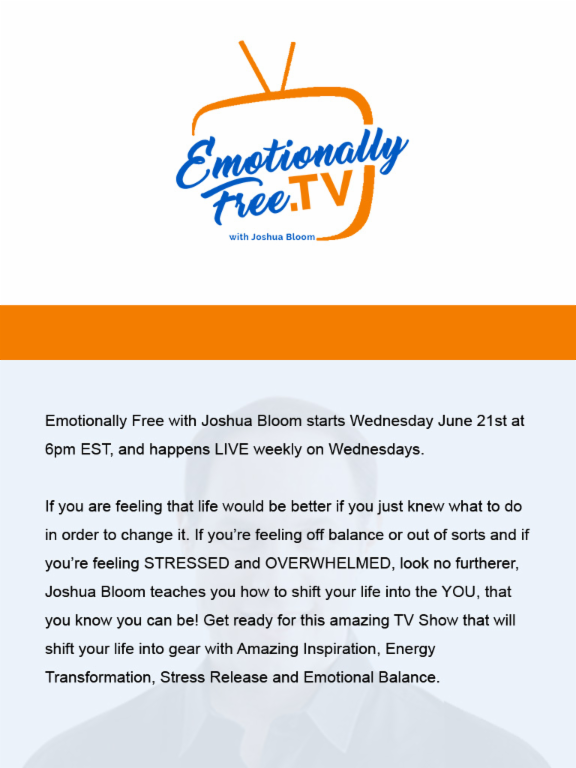 Emotionally
Free.TV
with Joshua Bloom
Emotionally Free with Joshua Bloom starts Wednesday June 21st at
6pm EST, and happens LIVE weekly on Wednesdays.
If you are feeling that life would be better if you just knew what to do
in order to change it. If you’re feeling off balance or out of sorts and if
you’re feeling STRESSED and OVERWHELMED, look no furtherer,
Joshua Bloom teaches you how to shift your life into the YOU, that
you know you can be! Get ready for this amazing TV Show that will
shift your life into gear with Amazing Inspiration, Energy
Transformation, Stress Release and Emotional Balance.